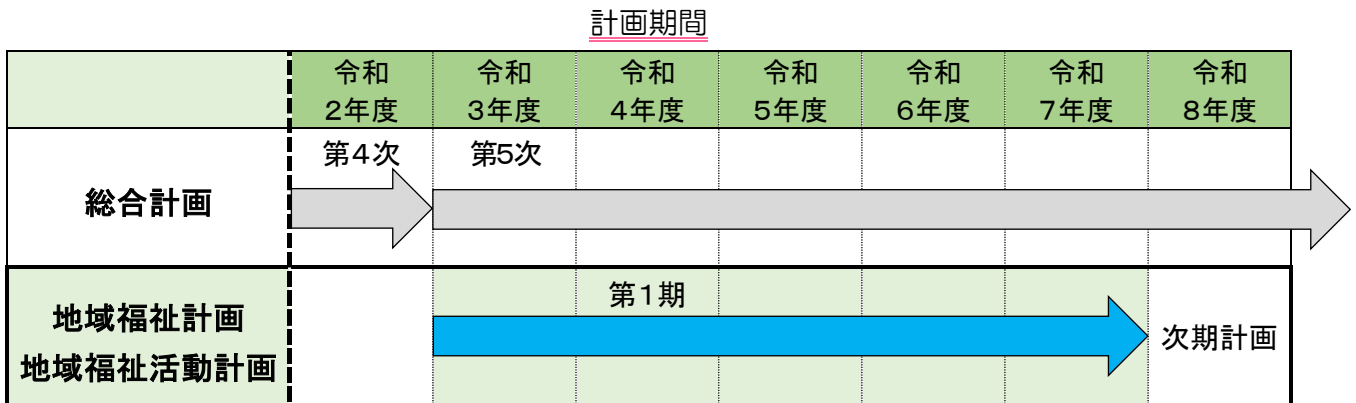 計画期間
令和 令和 令和 令和 令和 令和 令和
2年度 3年度 4年度 5年度 6年度 7年度 8年度
第4次 第5次
総合計画
第1期
地域福祉計画
地域福祉活動計画
次期計画